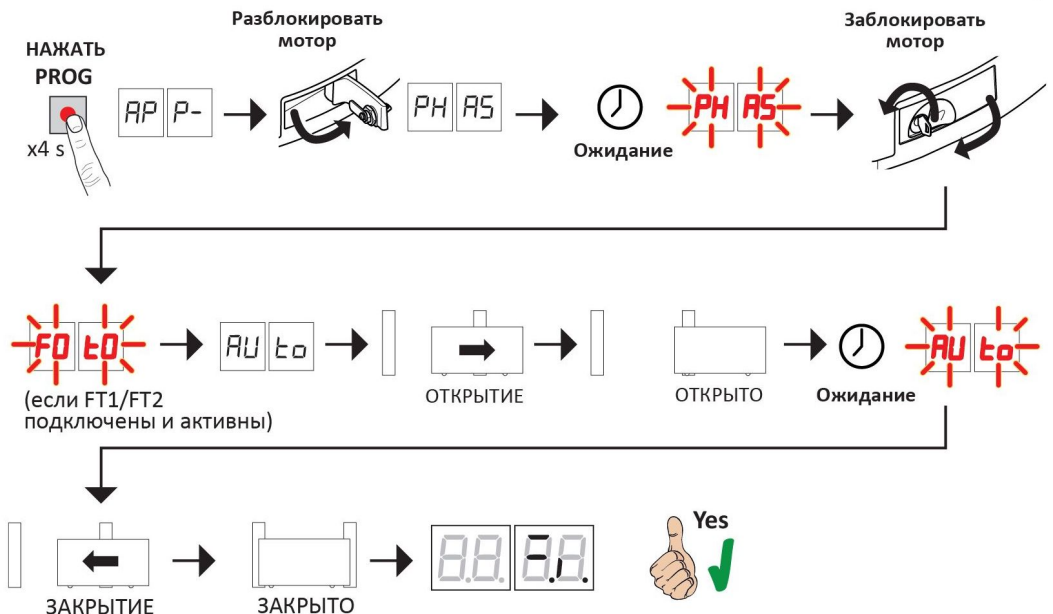 НАЖАТЬ
PROG
x4 s
AP P-
Разблокировать
мотор
PH AS
Ожидание
PH AS
Заблокировать
мотор
FO tO
(если FT1/FT2
подключены и активны)
AU to
ОТКРЫТИЕ
ОТКРЫТО
Ожидание
AU to
ЗАКРЫТИЕ
ЗАКРЫТО
Yes